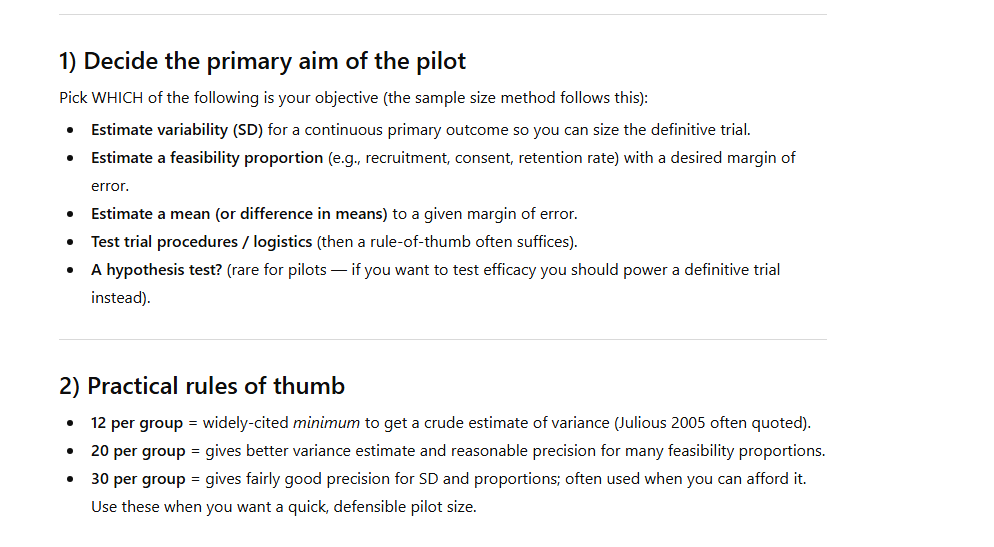 1) Decide the primary aim of the pilot
Pick WHICH of the following is your objective (the sample size method follows this):
• Estimate variability (SD) for a continuous primary outcome so you can size the definitive trial.
• Estimate a feasibility proportion (e.g., recruitment, consent, retention rate) with a desired margin of
error.
• Estimate a mean (or difference in means) to a given margin of error.
• Test trial procedures / logistics (then a rule-of-thumb often suffices).
• A hypothesis test? (rare for pilots — if you want to test efficacy you should power a definitive trial
instead).
2) Practical rules of thumb
• 12 per group = widely-cited minimum to get a crude estimate of variance (Julious 2005 often quoted).
• 20 per group = gives better variance estimate and reasonable precision for many feasibility proportions.
• 30 per group = gives fairly good precision for SD and proportions; often used when you can afford it.
Use these when you want a quick, defensible pilot size.